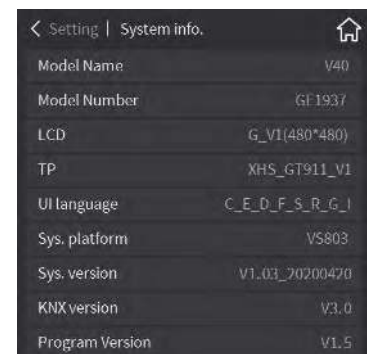 Setting | System info.
Model Name V40
Model Number GE1937
LCD G_V1(480*480)
TP XHS_GT911_V1
UI language C_E_D_F_S_R_G_I
Sys. platform VS803
Sys. version V1.03_20200420
KNX version V3.0
Program Version V1.5